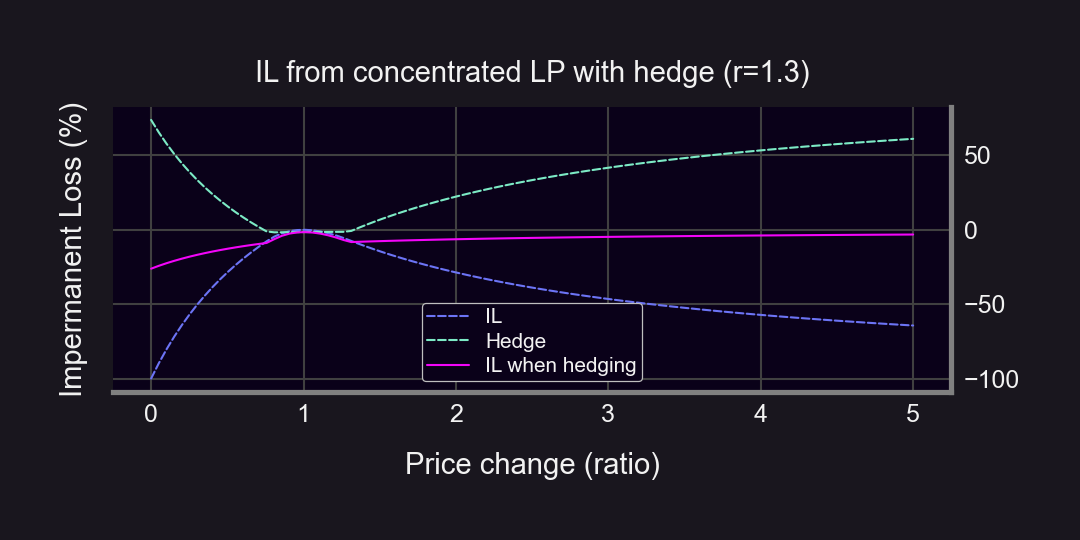 IL from concentrated LP with hedge (r=1.3)
Impermanent Loss (%)
50
0
−50
−100
IL
Hedge
IL when hedging
0 1 2 3 4 5
Price change (ratio)